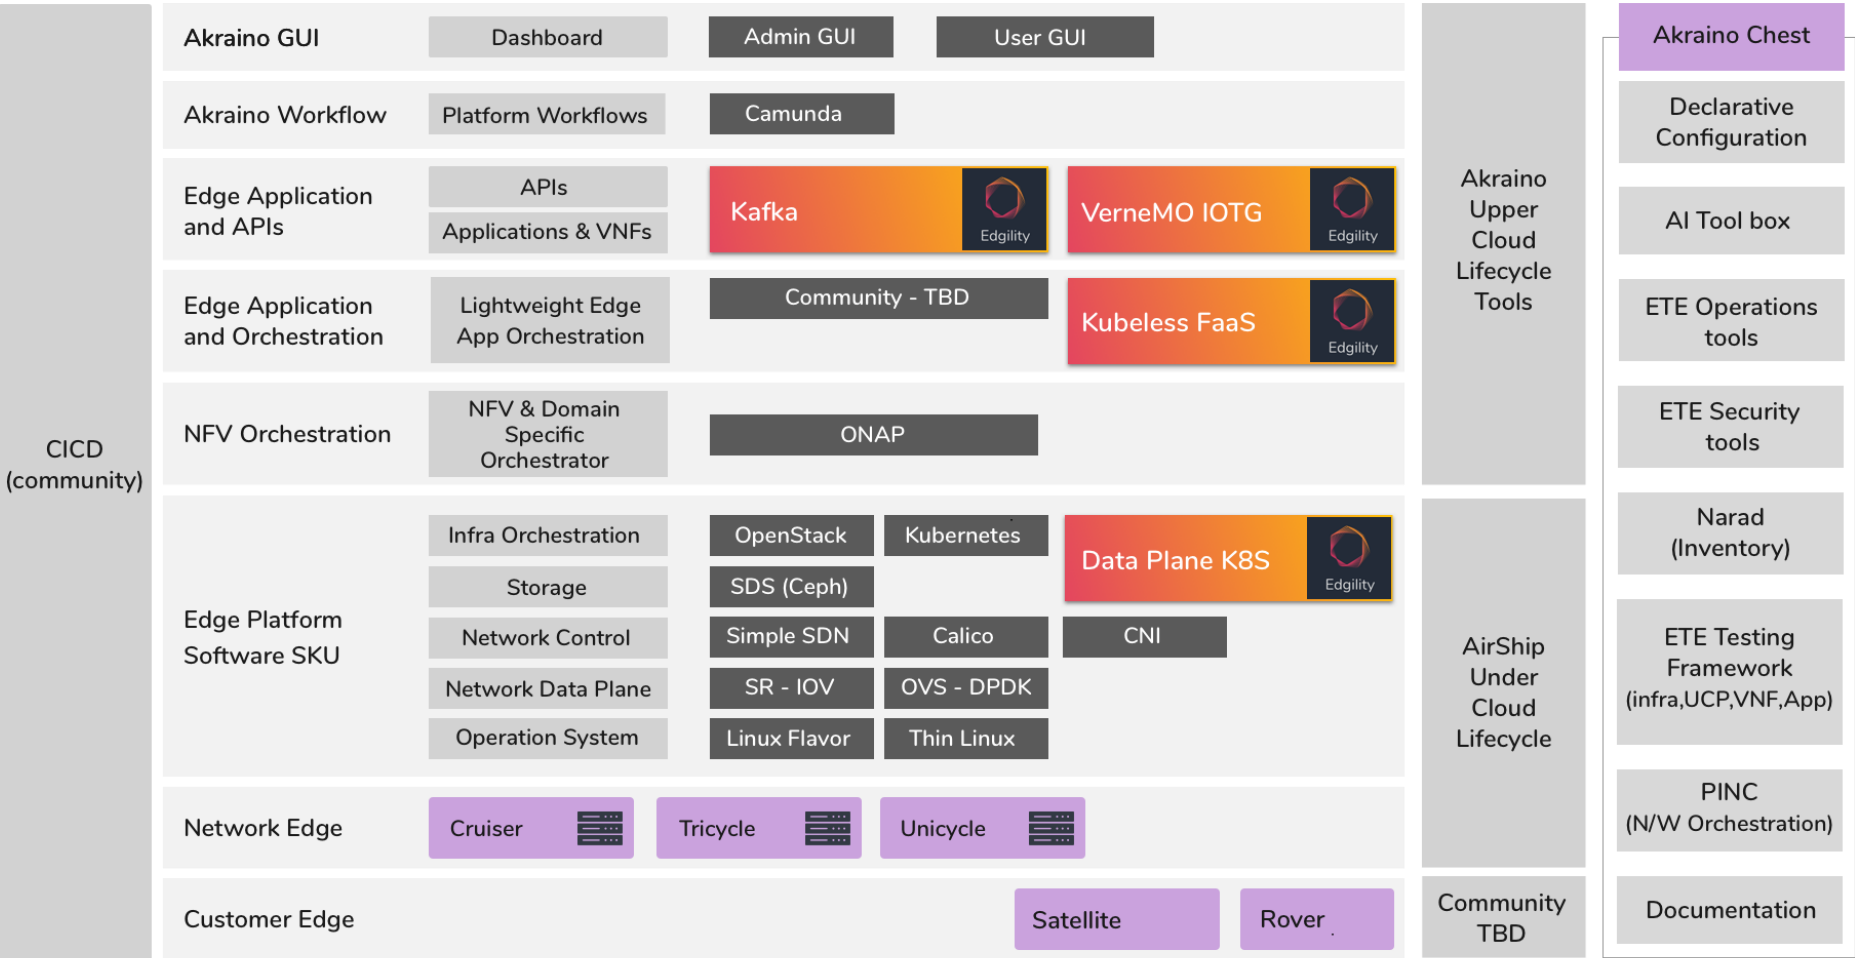 CICD
(community)
Akraino GUI
Dashboard
Admin GUI
User GUI
Akraino Workflow
Platform Workflows
Camunda
Edge Application
and APIs
APIs
Applications & VNFs
Kafka
Edgility
VerneMO IOTG
Edgility
Edge Application
and Orchestration
Lightweight Edge
App Orchestration
Community - TBD
Kubeless FaaS
Edgility
NFV Orchestration
NFV & Domain
Specific
Orchestrator
ONAP
Edge Platform
Software SKU
Infra Orchestration
OpenStack
Kubernetes
Data Plane K8S
Edgility
Storage
SDS (Ceph)
Network Control
Simple SDN
Calico
CNI
Network Data Plane
SR - IOV
OVS - DPDK
Operation System
Linux Flavor
Thin Linux
Network Edge
Cruiser
Tricycle
Unicycle
Customer Edge
Satellite
Rover
Akraino
Upper
Cloud
Lifecycle
Tools
AirShip
Under
Cloud
Lifecycle
Community
TBD
Akraino Chest
Declarative
Configuration
AI Tool box
ETE Operations
tools
ETE Security
tools
Narad
(Inventory)
ETE Testing
Framework
(infra,UCP,VNF,App)
PINC
(N/W Orchestration)
Documentation